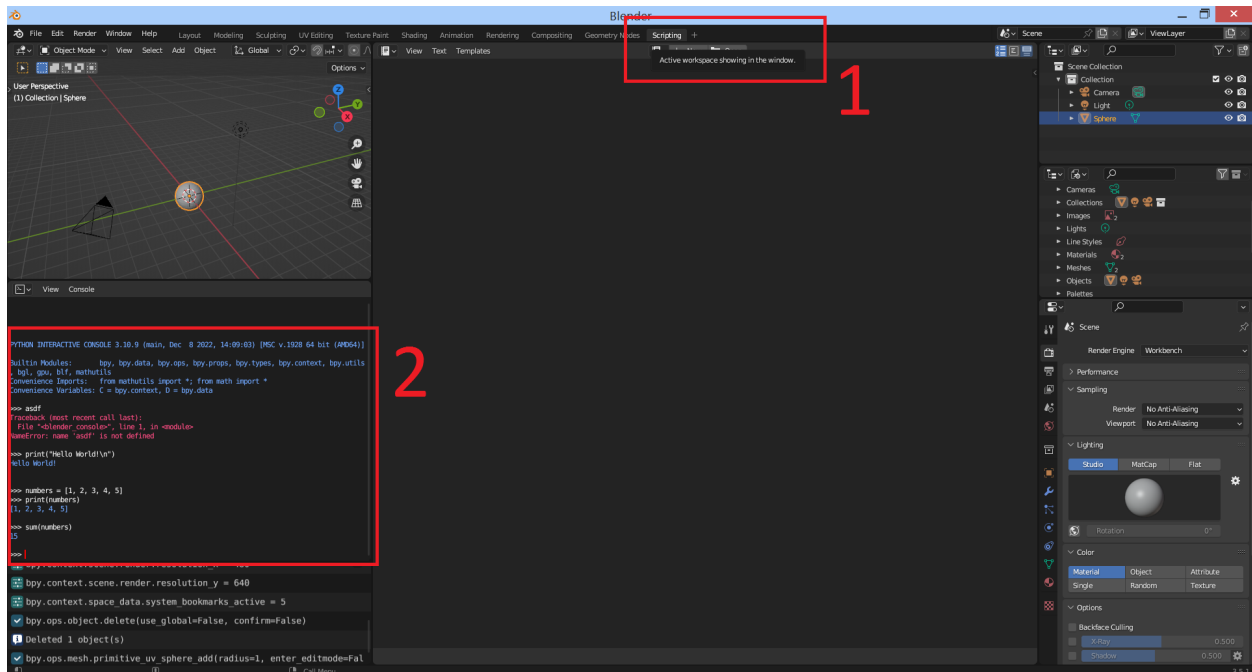 Blender
File Edit Render Window Help Layout Modeling Sculpting UV Editing Texture Paint Shading Animation Rendering Compositing Geometry Nodes Scripting + Scene ViewLayer
Object Mode View Select Add Object Global
View Text Templates
Options
Active workspace showing in the window.
1
User Perspective
(1) Collection | Sphere
Z
Y
X
Scene Collection
Collection
Camera
Light
Sphere
Cameras
Collections
Images 2
Lights
Line Styles
Materials 2
Meshes 2
Objects
Palettes
View Console
2
PYTHON INTERACTIVE CONSOLE 3.10.9 (main, Dec 8 2022, 14:09:03) [MSC v.1928 64 bit (AMD64)]
Builtin Modules: bpy, bpy.data, bpy.ops, bpy.props, bpy.types, bpy.context, bpy.utils
, bgl, gpu, blf, mathutils
Convenience Imports: from mathutils import *; from math import *
Convenience Variables: C = bpy.context, D = bpy.data
>>> asdf
Traceback (most recent call last):
File "<blender_console>", line 1, in <module>
NameError: name 'asdf' is not defined
>>> print("Hello World!\n")
Hello World!
>>> numbers = [1, 2, 3, 4, 5]
>>> print(numbers)
[1, 2, 3, 4, 5]
>>> sum(numbers)
15
>>>
bpy.context.scene.render.resolution_y = 640
bpy.context.space_data.system_bookmarks_active = 5
bpy.ops.object.delete(use_global=False, confirm=False)
Deleted 1 object(s)
bpy.ops.mesh.primitive_uv_sphere_add(radius=1, enter_editmode=Fal
Scene
Render Engine Workbench
Performance
Sampling
Render No Anti-Aliasing
Viewport No Anti-Aliasing
Lighting
Studio MatCap Flat
Rotation 0°
Color
Material Object Attribute
Single Random Texture
Options
Backface Culling
X-Ray 0.500
Shadow 0.500